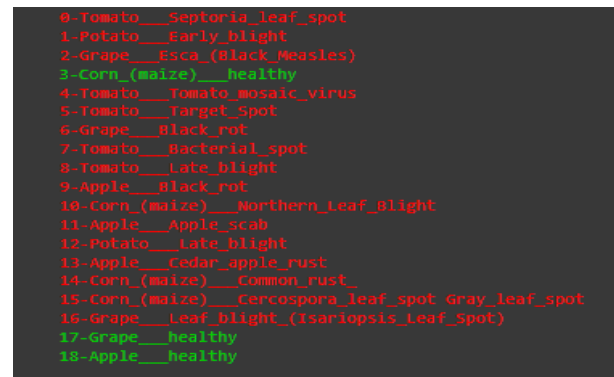 0-Tomato___Septoria_leaf_spot
1-Potato___Early_blight
2-Grape___Esca_(Black_Measles)
3-Corn_(maize)___healthy
4-Tomato___Tomato_mosaic_virus
5-Tomato___Target_Spot
6-Grape___Black_rot
7-Tomato___Bacterial_spot
8-Tomato___Late_blight
9-Apple___Black_rot
10-Corn_(maize)___Northern_Leaf_Blight
11-Apple___Apple_scab
12-Potato___Late_blight
13-Apple___Cedar_apple_rust
14-Corn_(maize)___Common_rust_
15-Corn_(maize)___Cercospora_leaf_spot Gray_leaf_spot
16-Grape___Leaf_blight_(Isariopsis_Leaf_Spot)
17-Grape___healthy
18-Apple___healthy